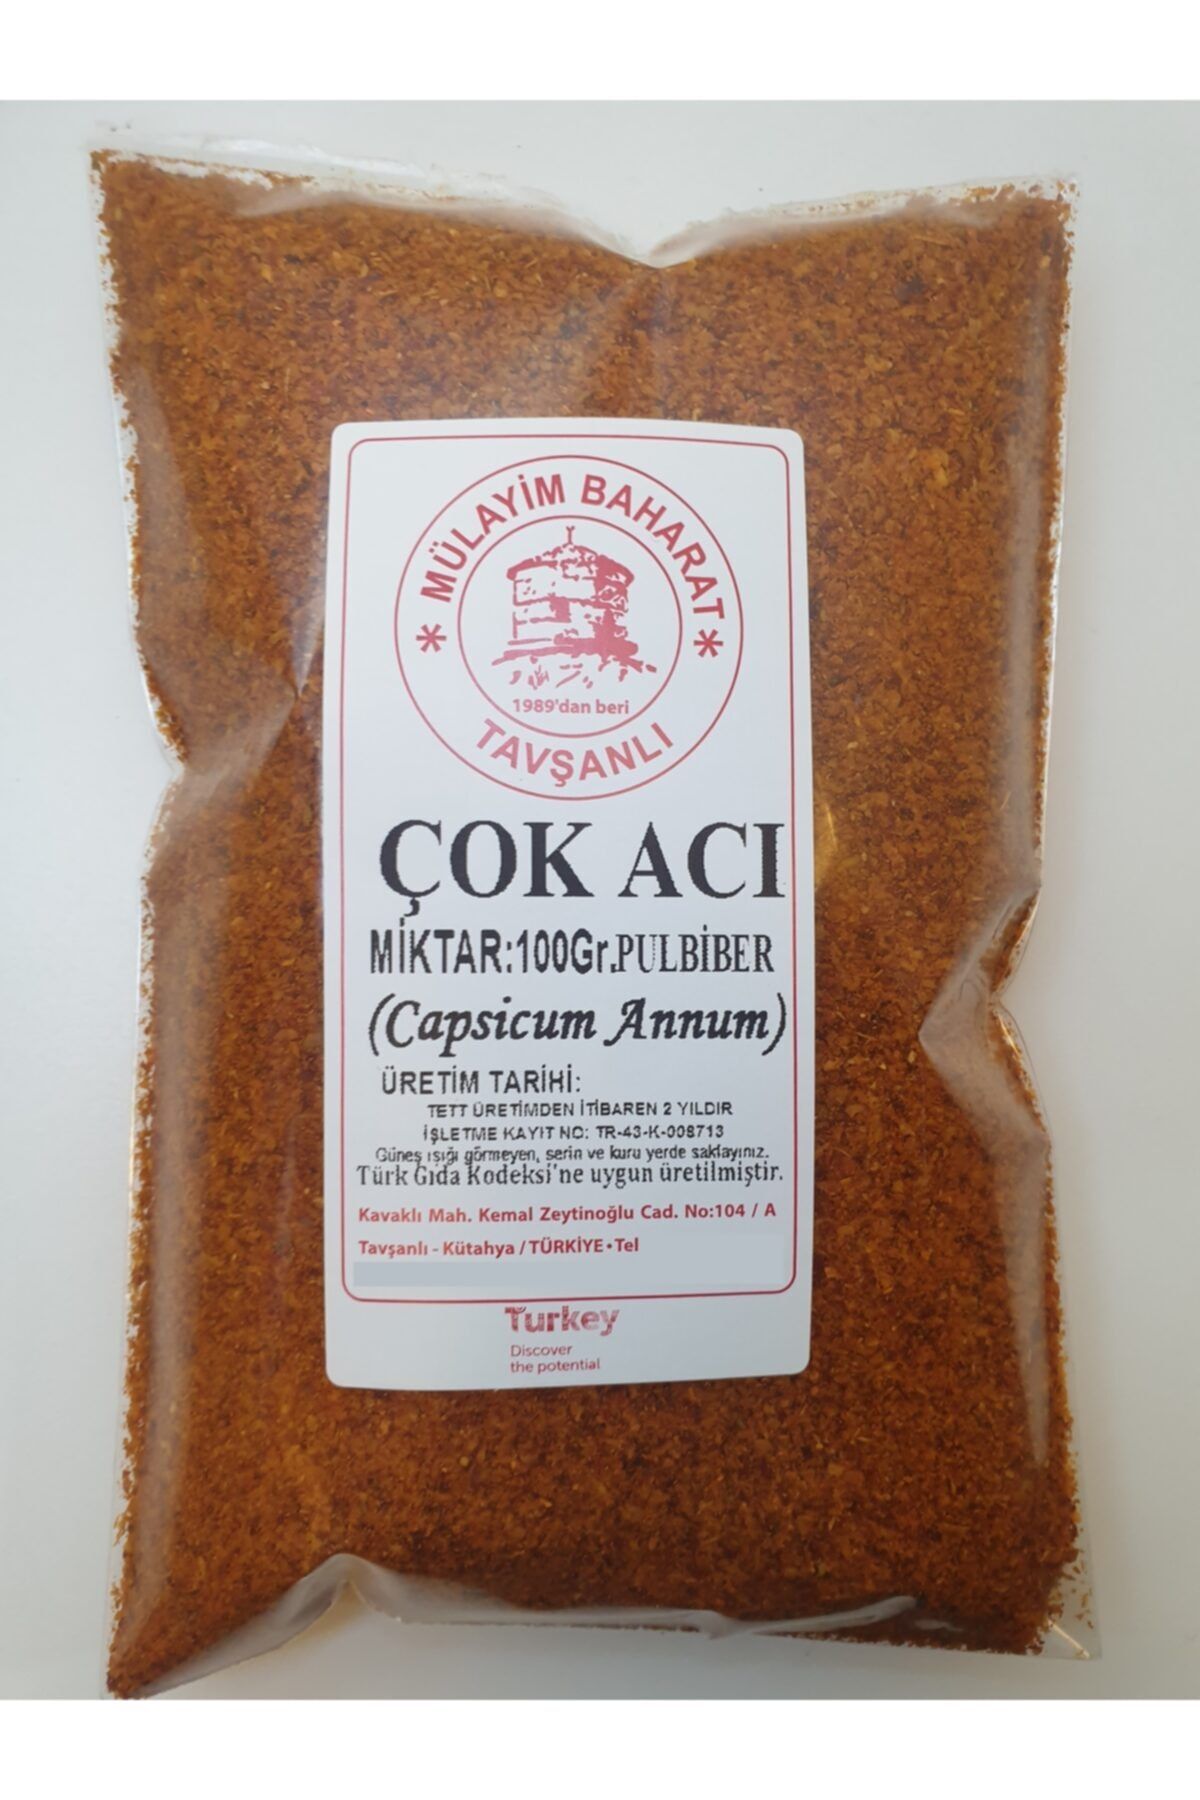 * MÜLAYİM BAHARAT *
1989'dan beri
TAVŞANLI
ÇOK ACI
MİKTAR:100Gr.PULBİBER
(Capsicum Annum)
ÜRETİM TARİHİ:
TETT ÜRETİMDEN İTİBAREN 2 YILDIR
İŞLETME KAYIT NO: TR-43-K-008713
Güneş ışığı görmeyen, serin ve kuru yerde saklayınız.
Türk Gıda Kodeksi'ne uygun üretilmiştir.
Kavaklı Mah. Kemal Zeytinoğlu Cad. No:104 / A
Tavşanlı - Kütahya / TÜRKİYE • Tel
Turkey
Discover
the potential